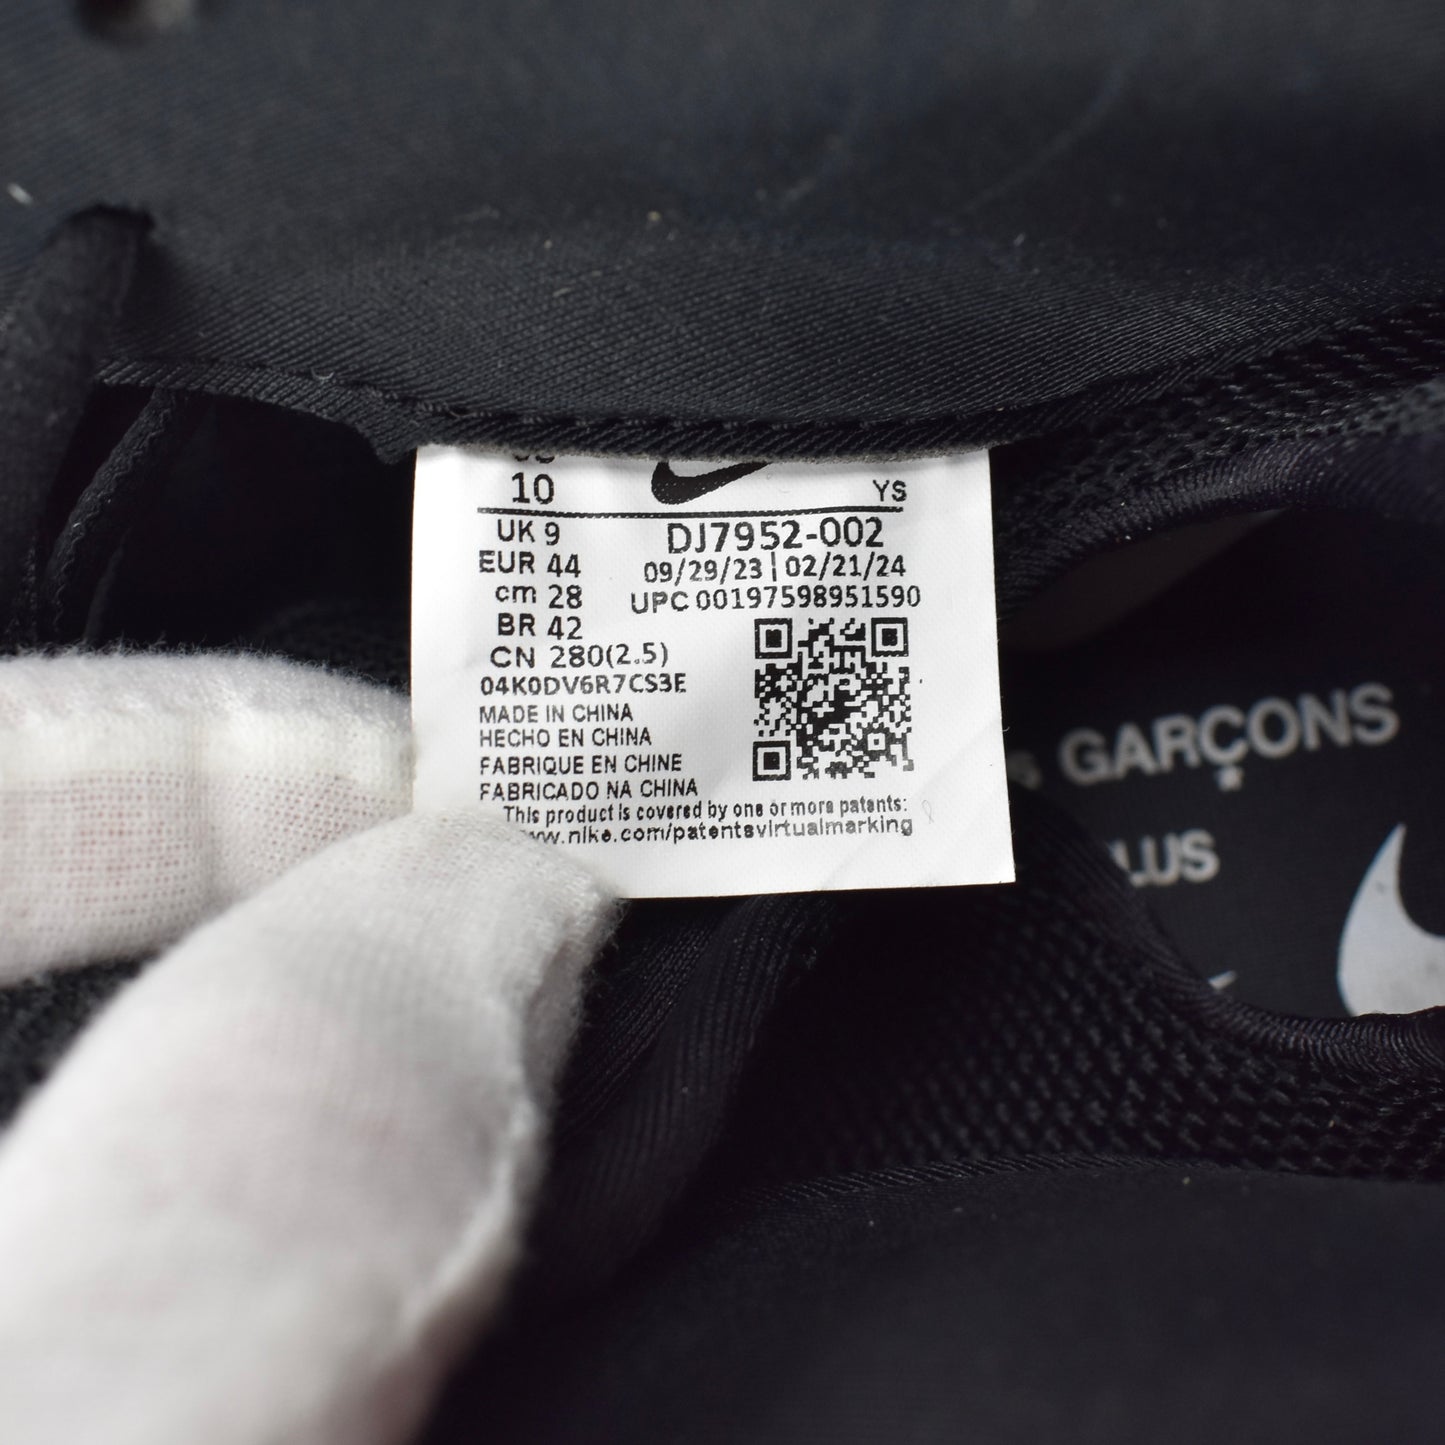 10
YS
UK 9
DJ7952-002
EUR 44
09/29/23 | 02/21/24
cm 28
UPC 00197598951590
BR 42
CN 280(2.5)
04K0DV6R7CS3E
MADE IN CHINA
HECHO EN CHINA
FABRIQUE EN CHINE
FABRICADO NA CHINA
This product is covered by one or more patents:
www.nike.com/patentsvirtualmarking
GARÇONS